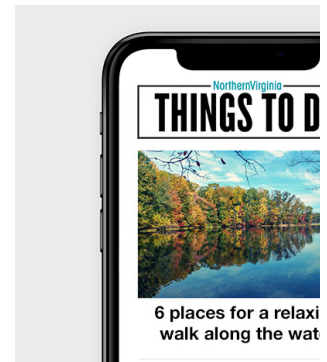 NorthernVirginia
THINGS TO D
6 places for a relaxi
walk along the wat